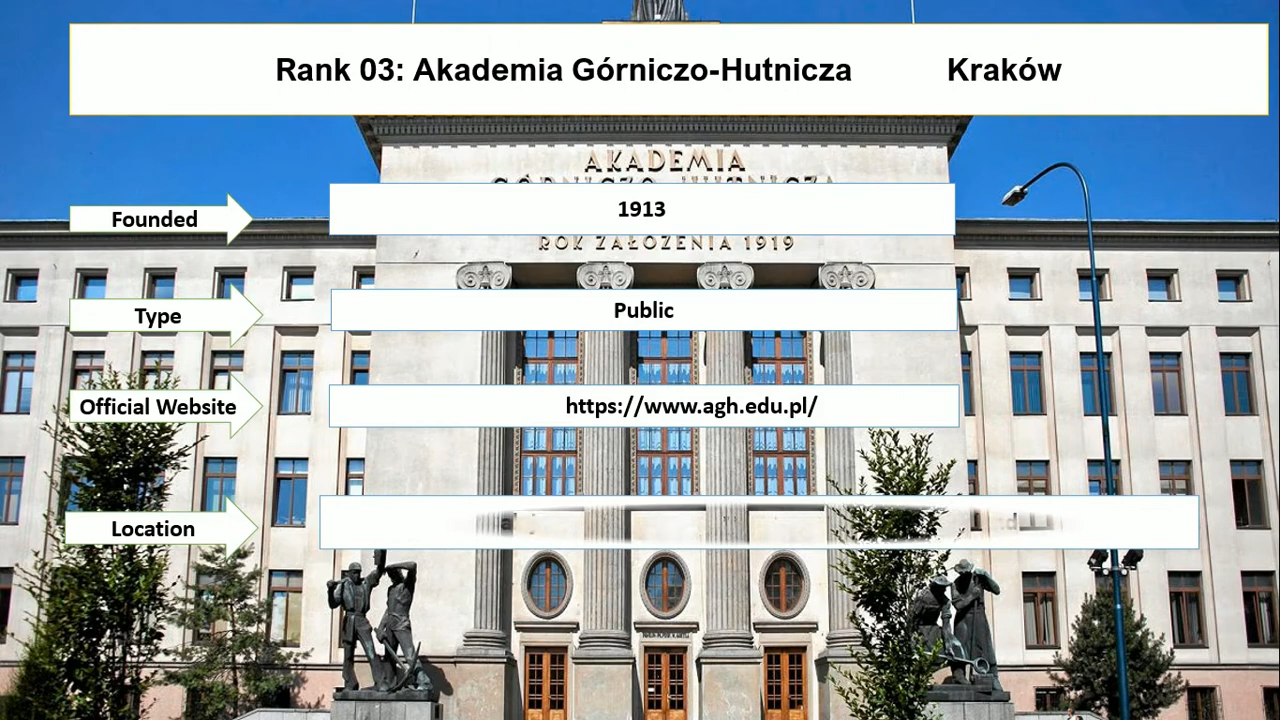 Rank 03: Akademia Górniczo-Hutnicza Kraków
AKADEMIA
Founded
1913
ROK ZAŁOŻENIA 1919
Type
Public
Official Website
https://www.agh.edu.pl/
Location